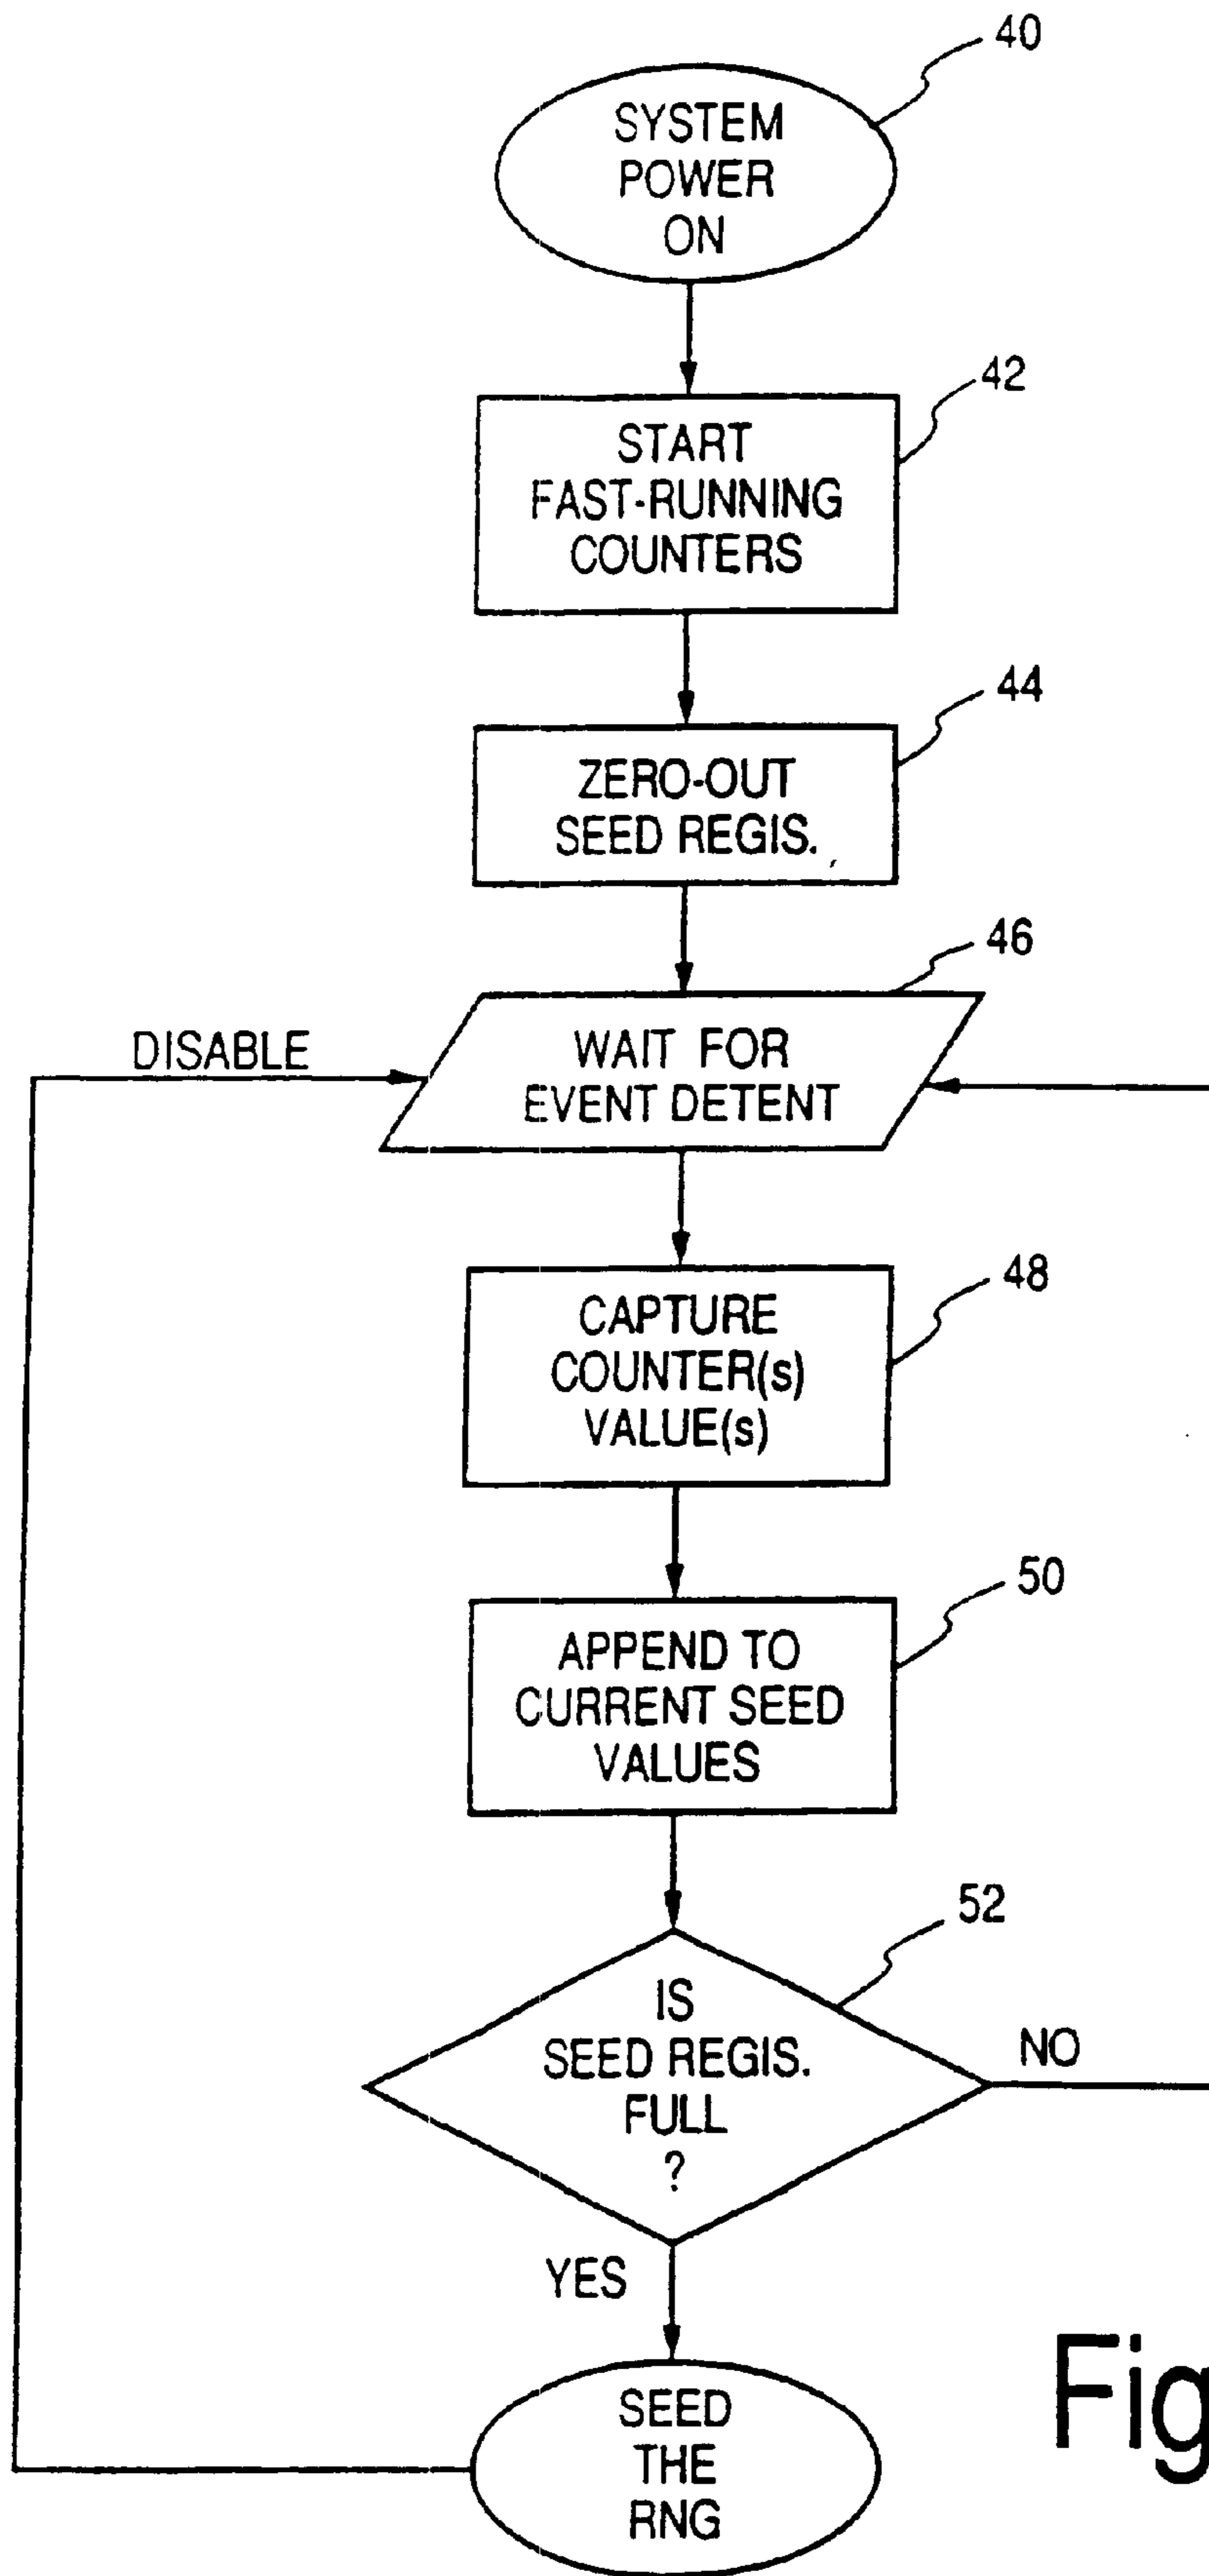 40
SYSTEM
POWER
ON
42
START
FAST-RUNNING
COUNTERS
44
ZERO-OUT
SEED REGIS.
46
DISABLE
WAIT FOR
EVENT DETENT
48
CAPTURE
COUNTER(s)
VALUE(s)
50
APPEND TO
CURRENT SEED
VALUES
52
IS
SEED REGIS.
FULL
?
NO
YES
SEED
THE
RNG
Fig